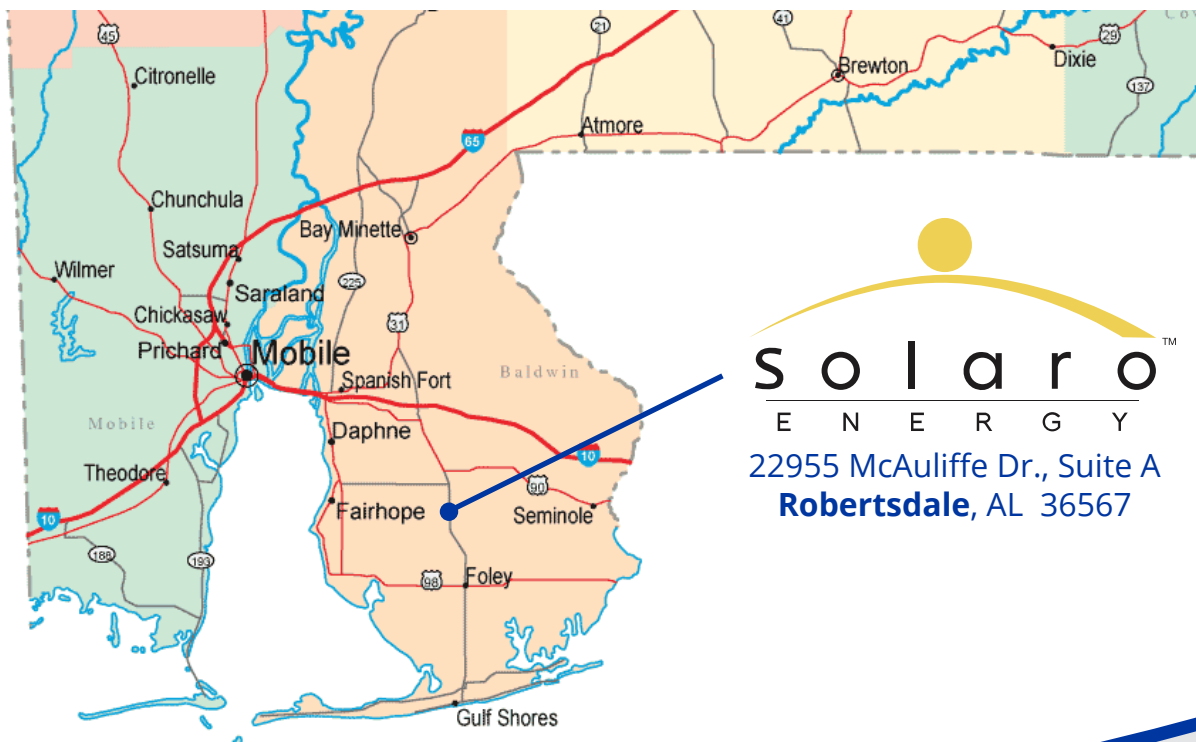 45
Citronelle
21
41
Brewton
29
Dixie
137
Atmore
65
Chunchula
Bay Minette
Satsuma
Wilmer
225
Saraland
Chickasaw
31
Prichard
Mobile
Spanish Fort
Baldwin
Mobile
Daphne
10
Theodore
90
Fairhope
Seminole
10
188
193
98
Foley
Gulf Shores
solaro™
ENERGY
22955 McAuliffe Dr., Suite A
Robertsdale, AL 36567